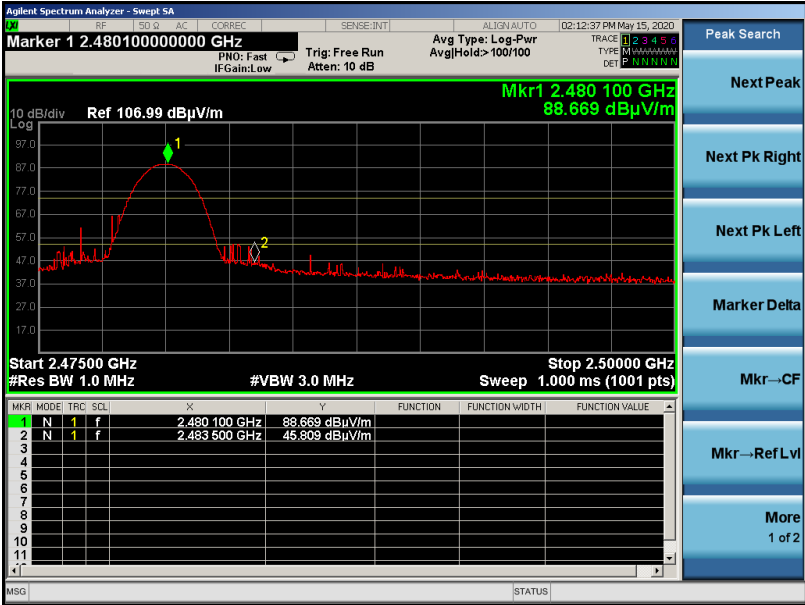 Agilent Spectrum Analyzer - Swept SA
LXI RF 50 Ω AC CORREC SENSE:INT ALIGNAUTO 02:12:37 PM May 15, 2020
Marker 1 2.480100000000 GHz
PNO: Fast
IFGain:Low
Trig: Free Run
Atten: 10 dB
Avg Type: Log-Pwr
Avg|Hold:> 100/100
TRACE 1 2 3 4 5 6
TYPE MWWWWW
DET P N N N N N
Mkr1 2.480 100 GHz
88.669 dBµV/m
10 dB/div Ref 106.99 dBµV/m
Log
97.0
87.0
77.0
67.0
57.0
47.0
37.0
27.0
17.0
1
2
Start 2.47500 GHz Stop 2.50000 GHz
#Res BW 1.0 MHz #VBW 3.0 MHz Sweep 1.000 ms (1001 pts)
MKR MODE TRC SCL X Y FUNCTION FUNCTION WIDTH FUNCTION VALUE
1 N 1 f 2.480 100 GHz 88.669 dBµV/m
2 N 1 f 2.483 500 GHz 45.809 dBµV/m
3
4
5
6
7
8
9
10
11
MSG STATUS
Peak Search
Next Peak
Next Pk Right
Next Pk Left
Marker Delta
Mkr→CF
Mkr→Ref Lvl
More
1 of 2